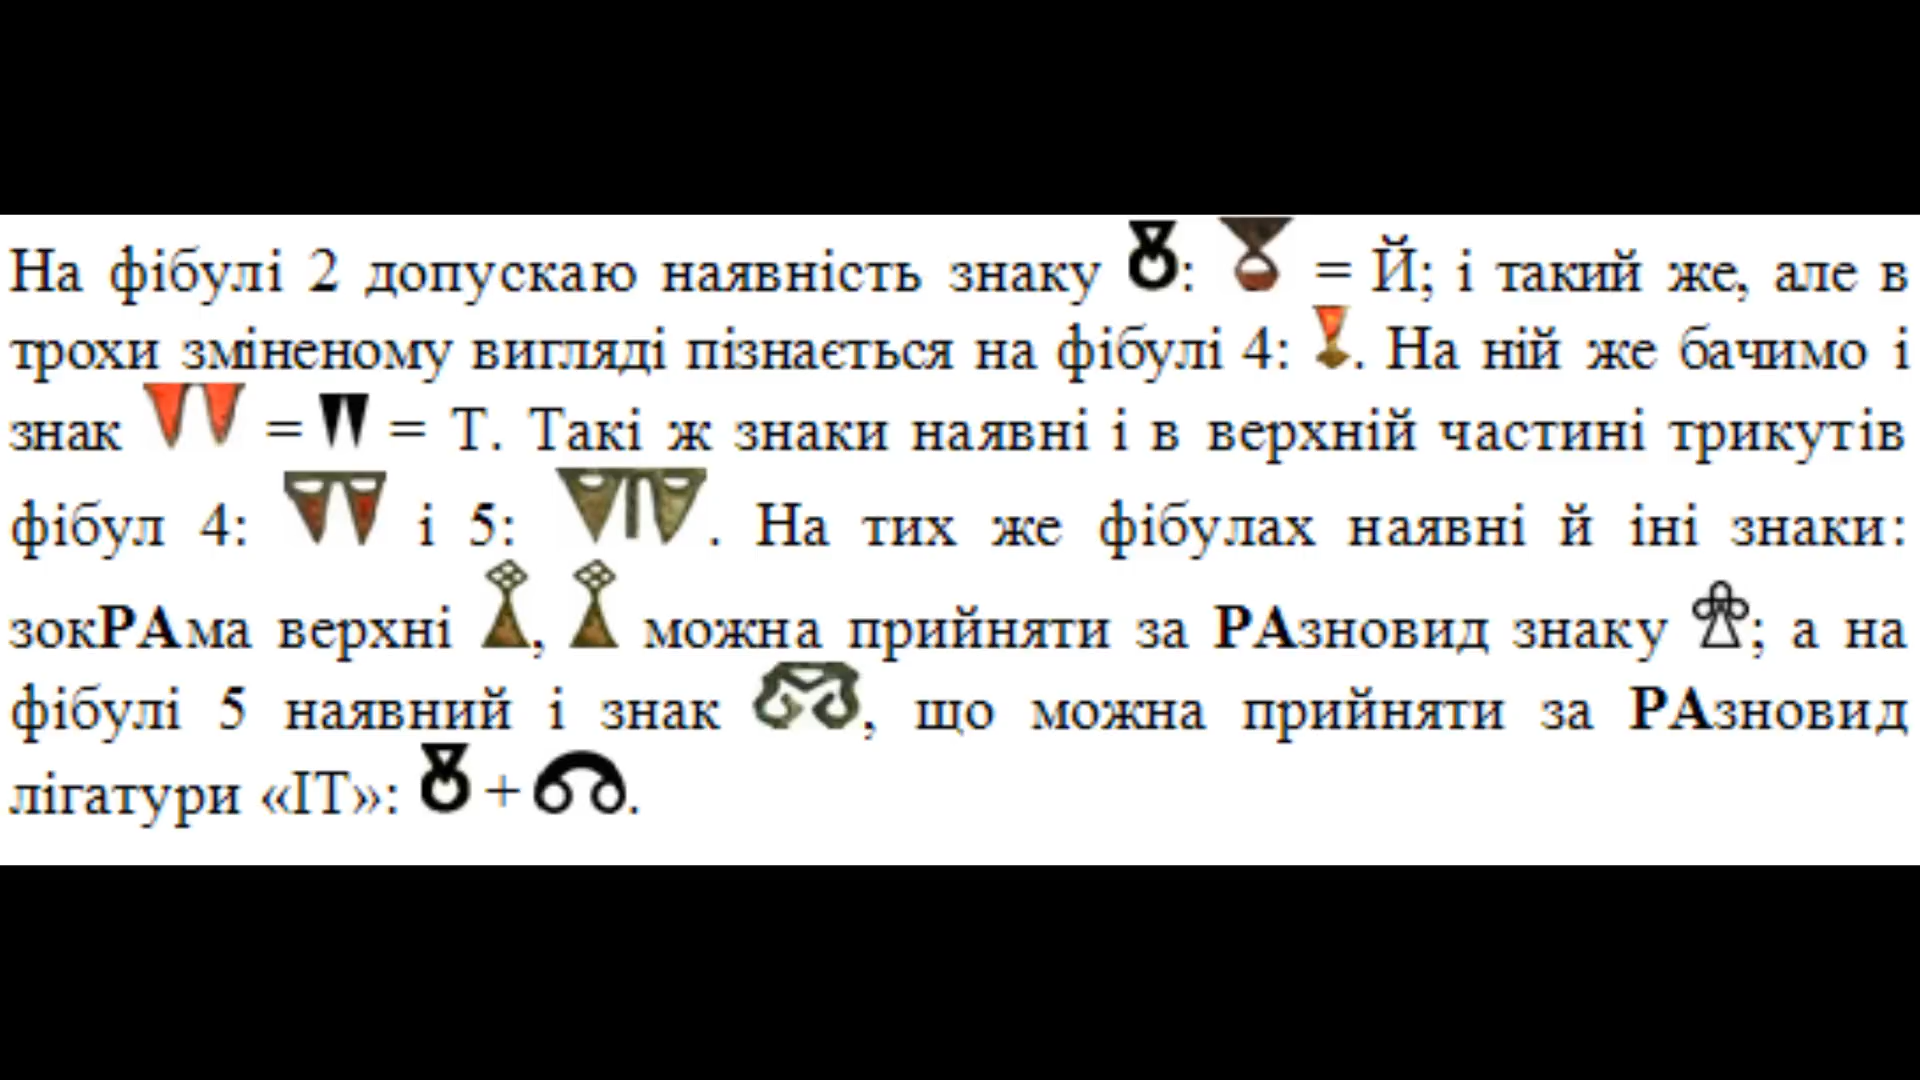 На фібулі 2 допускаю наявність знаку : = Й; і такий же, але в
трохи зміненому вигляді пізнається на фібулі 4: . На ній же бачимо і
знак = = Т. Такі ж знаки наявні і в верхній частині трикутів
фібул 4: і 5: . На тих же фібулах наявні й іні знаки:
зокРАма верхні , можна прийняти за РАзновид знаку ; а на
фібулі 5 наявний і знак , що можна прийняти за РАзновид
лігатури «ІТ»: + .